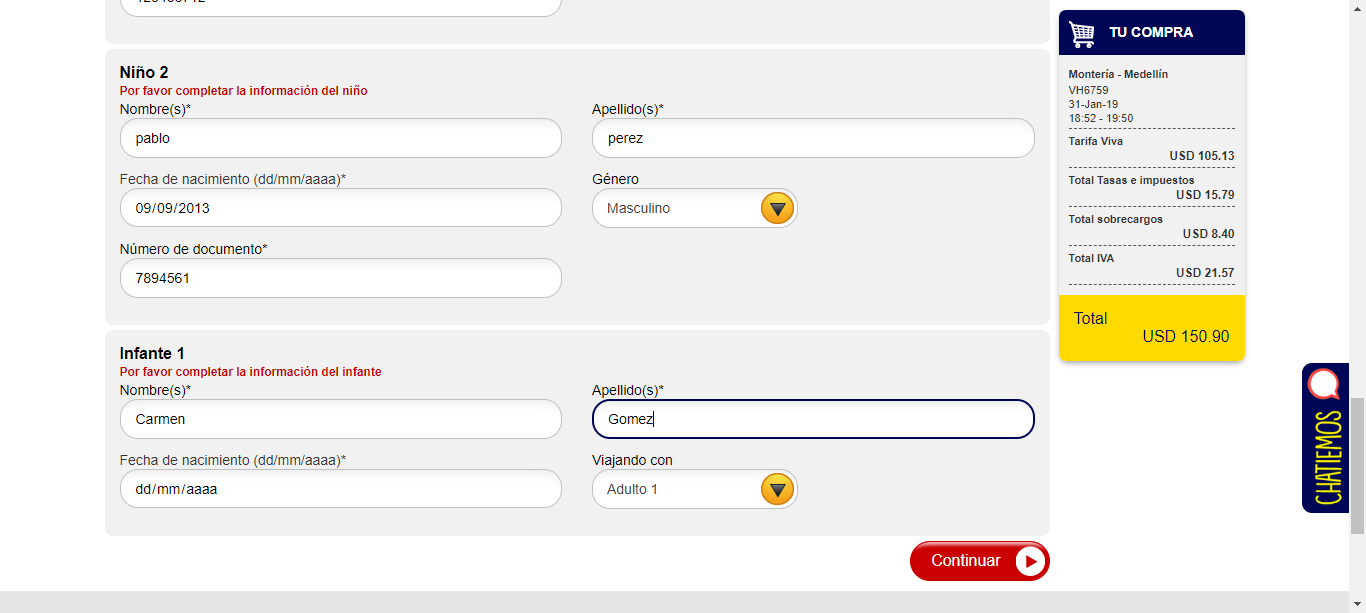 Niño 2
Por favor completar la información del niño
Nombre(s)*
Apellido(s)*
pablo
perez
Fecha de nacimiento (dd/mm/aaaa)*
Género
09/09/2013
Masculino
Número de documento*
7894561
Infante 1
Por favor completar la información del infante
Nombre(s)*
Apellido(s)*
Carmen
Gomez
Fecha de nacimiento (dd/mm/aaaa)*
Viajando con
dd/mm/aaaa
Adulto 1
Continuar
TU COMPRA
Montería - Medellín
VH6759
31-Jan-19
18:52 - 19:50
Tarifa Viva
USD 105.13
Total Tasas e impuestos
USD 15.79
Total sobrecargos
USD 8.40
Total IVA
USD 21.57
Total
USD 150.90
CHATIEMOS